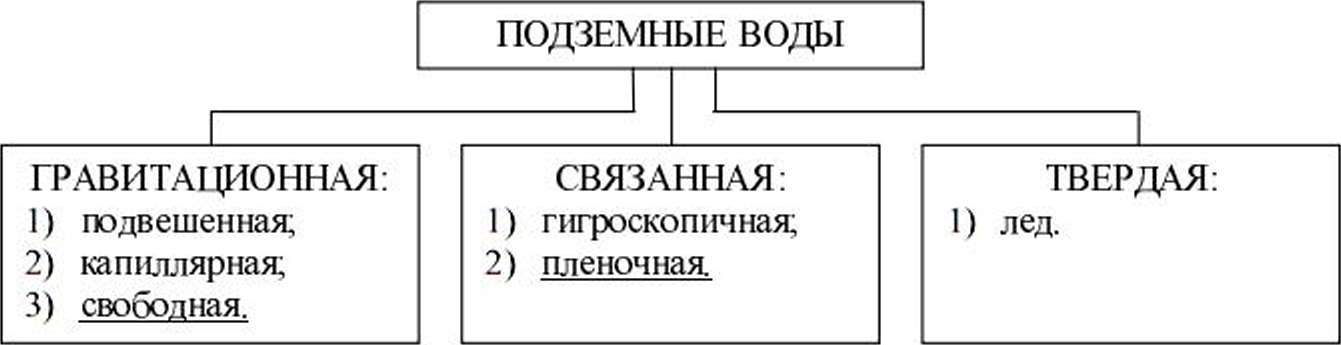 ПОДЗЕМНЫЕ ВОДЫ
ГРАВИТАЦИОННАЯ:
1) подвешенная;
2) капиллярная;
3) свободная.
СВЯЗАННАЯ:
1) гигроскопичная;
2) пленочная.
ТВЕРДАЯ:
1) лед.